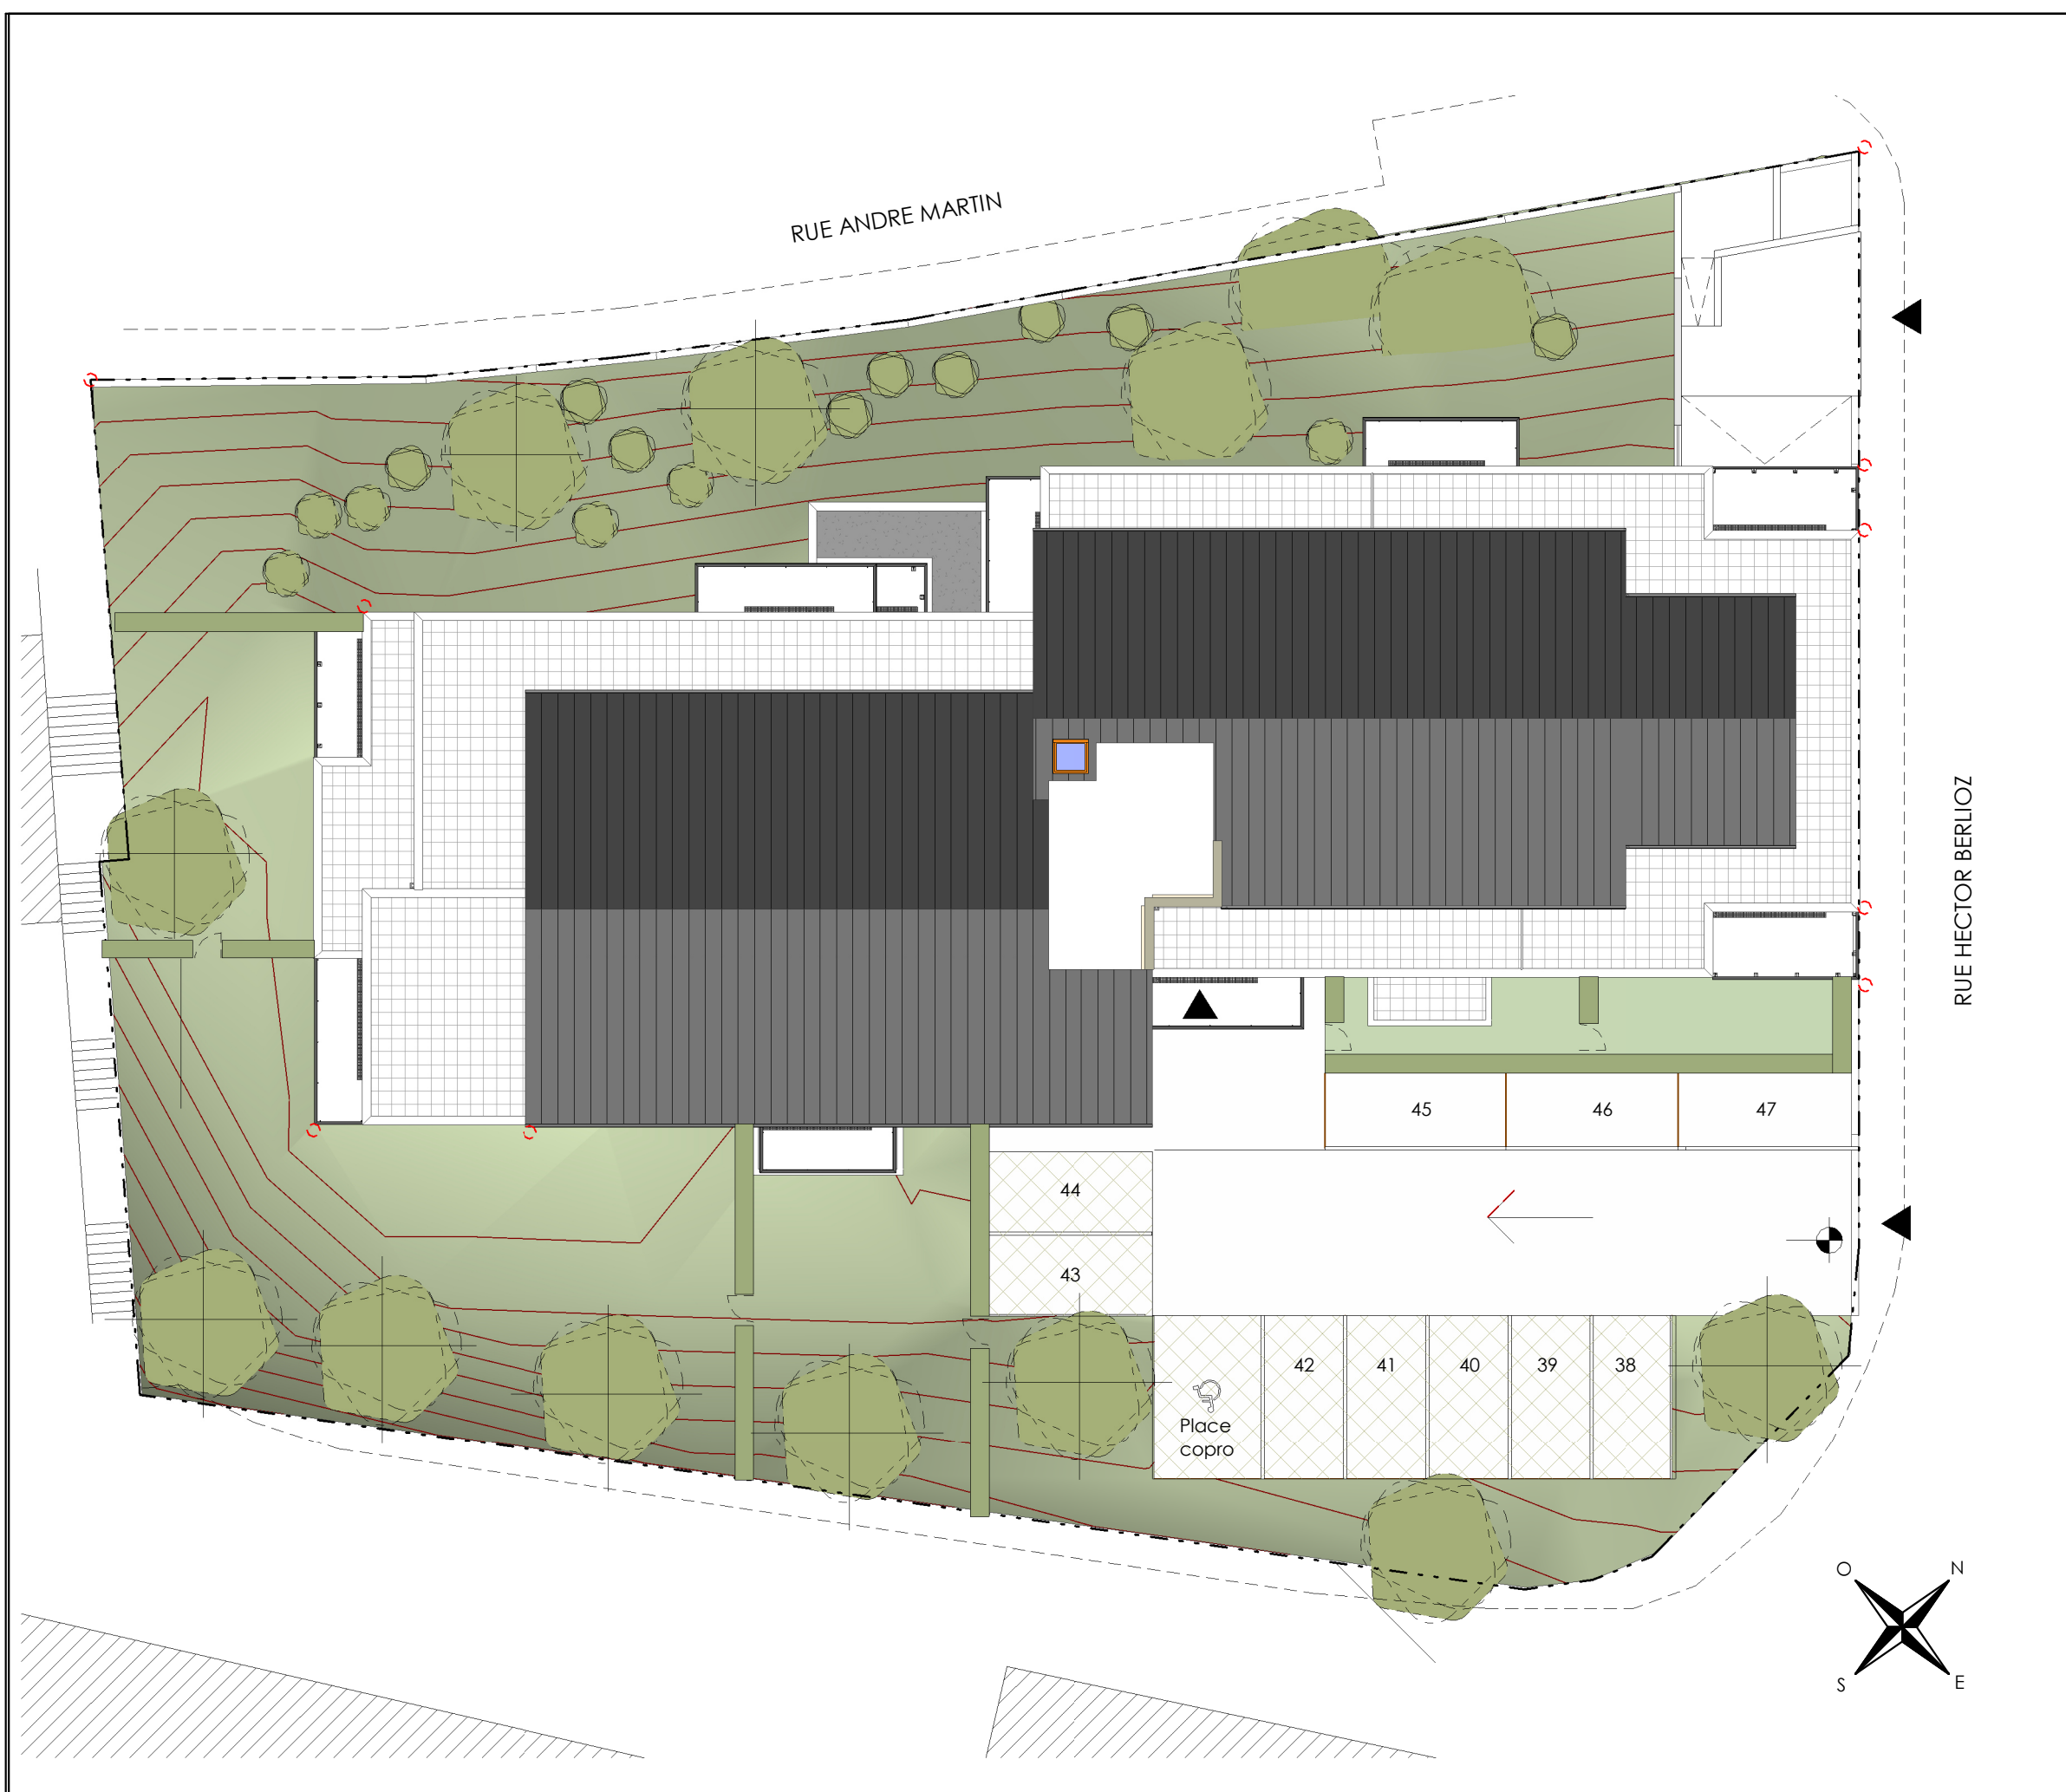 RUE ANDRE MARTIN
RUE HECTOR BERLIOZ
45
46
47
44
43
42
41
40
39
38
Place
copro
O
N
S
E